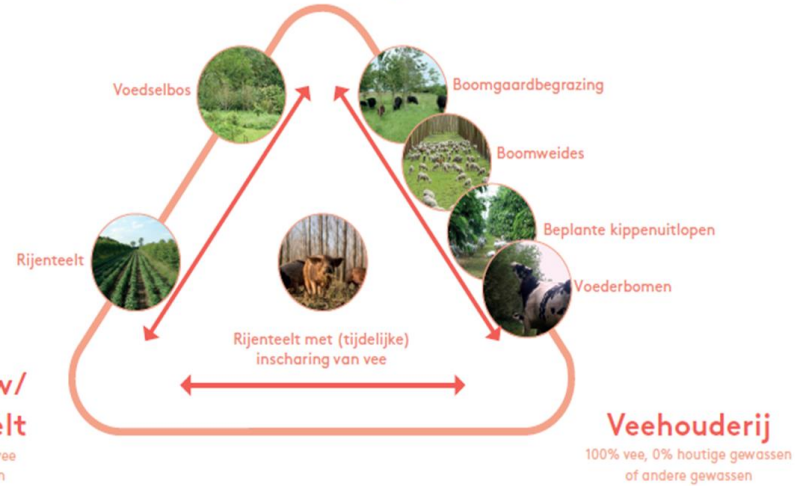 Voedselbos
Boomgaardbegrazing
Boomweides
Beplante kippenuitlopen
Rijenteelt
Voederbomen
Rijenteelt met (tijdelijke)
inscharing van vee
Veehouderij
100% vee, 0% houtige gewassen
of andere gewassen